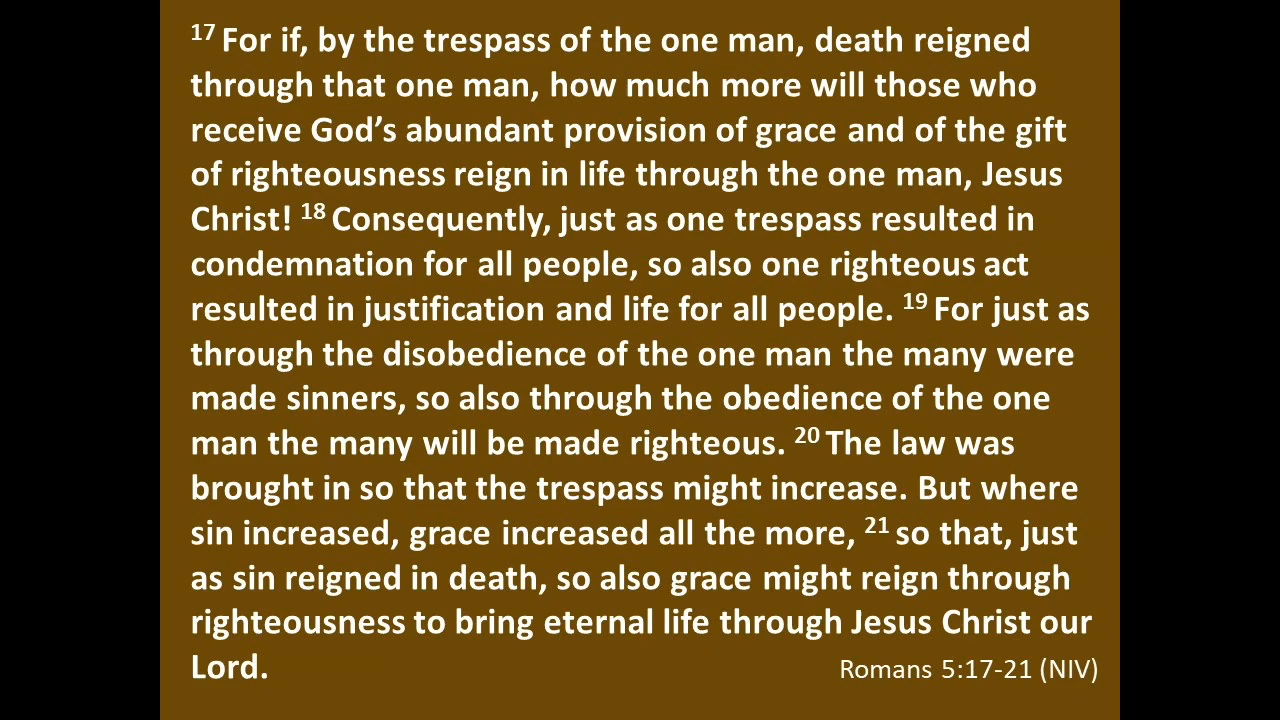 17 For if, by the trespass of the one man, death reigned
through that one man, how much more will those who
receive God’s abundant provision of grace and of the gift
of righteousness reign in life through the one man, Jesus
Christ! 18 Consequently, just as one trespass resulted in
condemnation for all people, so also one righteous act
resulted in justification and life for all people. 19 For just as
through the disobedience of the one man the many were
made sinners, so also through the obedience of the one
man the many will be made righteous. 20 The law was
brought in so that the trespass might increase. But where
sin increased, grace increased all the more, 21 so that, just
as sin reigned in death, so also grace might reign through
righteousness to bring eternal life through Jesus Christ our
Lord. Romans 5:17-21 (NIV)